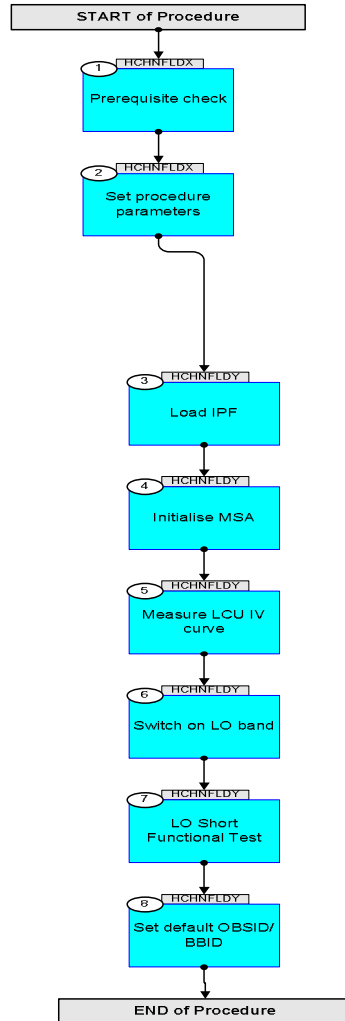 START of Procedure
HCHNFLDX
1
Prerequisite check
HCHNFLDX
2
Set procedure
parameters
HCHNFLDY
3
Load IPF
HCHNFLDY
4
Initialise MSA
HCHNFLDY
5
Measure LCU IV
curve
HCHNFLDY
6
Switch on LO band
HCHNFLDY
7
LO Short
Functional Test
HCHNFLDY
8
Set default OBSID/
BBID
END of Procedure